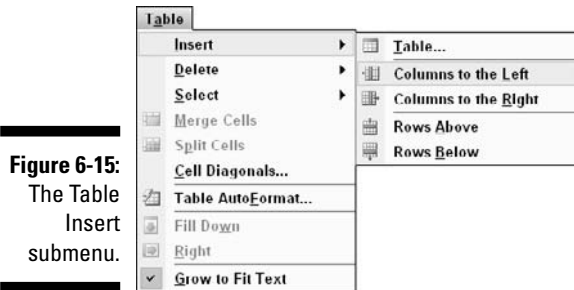 Table
Insert
Delete
Select
Merge Cells
Split Cells
Cell Diagonals...
Table AutoFormat...
Fill Down
Right
Grow to Fit Text
Table...
Columns to the Left
Columns to the RIght
Rows Above
Rows Below
Figure 6-15:
The Table
Insert
submenu.